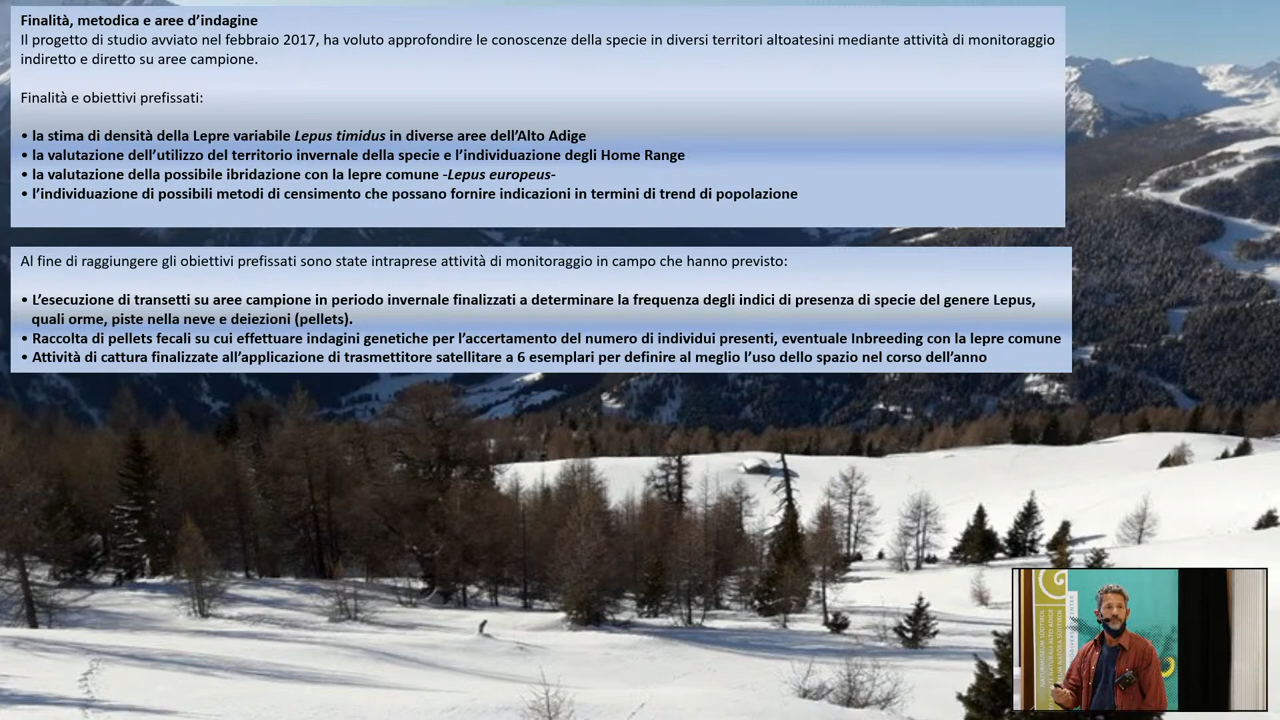 Finalità, metodica e aree d’indagine
Il progetto di studio avviato nel febbraio 2017, ha voluto approfondire le conoscenze della specie in diversi territori altoatesini mediante attività di monitoraggio
indiretto e diretto su aree campione.
Finalità e obiettivi prefissati:
• la stima di densità della Lepre variabile Lepus timidus in diverse aree dell’Alto Adige
• la valutazione dell’utilizzo del territorio invernale della specie e l’individuazione degli Home Range
• la valutazione della possibile ibridazione con la lepre comune -Lepus europeus-
• l’individuazione di possibili metodi di censimento che possano fornire indicazioni in termini di trend di popolazione
Al fine di raggiungere gli obiettivi prefissati sono state intraprese attività di monitoraggio in campo che hanno previsto:
• L’esecuzione di transetti su aree campione in periodo invernale finalizzati a determinare la frequenza degli indici di presenza di specie del genere Lepus,
quali orme, piste nella neve e deiezioni (pellets).
• Raccolta di pellets fecali su cui effettuare indagini genetiche per l’accertamento del numero di individui presenti, eventuale Inbreeding con la lepre comune
• Attività di cattura finalizzate all’applicazione di trasmettitore satellitare a 6 esemplari per definire al meglio l’uso dello spazio nel corso dell’anno
NATURMUSEUM SÜDTIROL